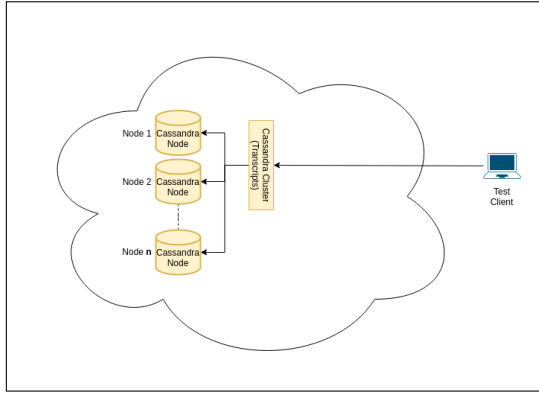 Node 1
Cassandra
Node
Node 2
Cassandra
Node
Node n
Cassandra
Node
Cassandra Cluster
(Transcripts)
Test
Client